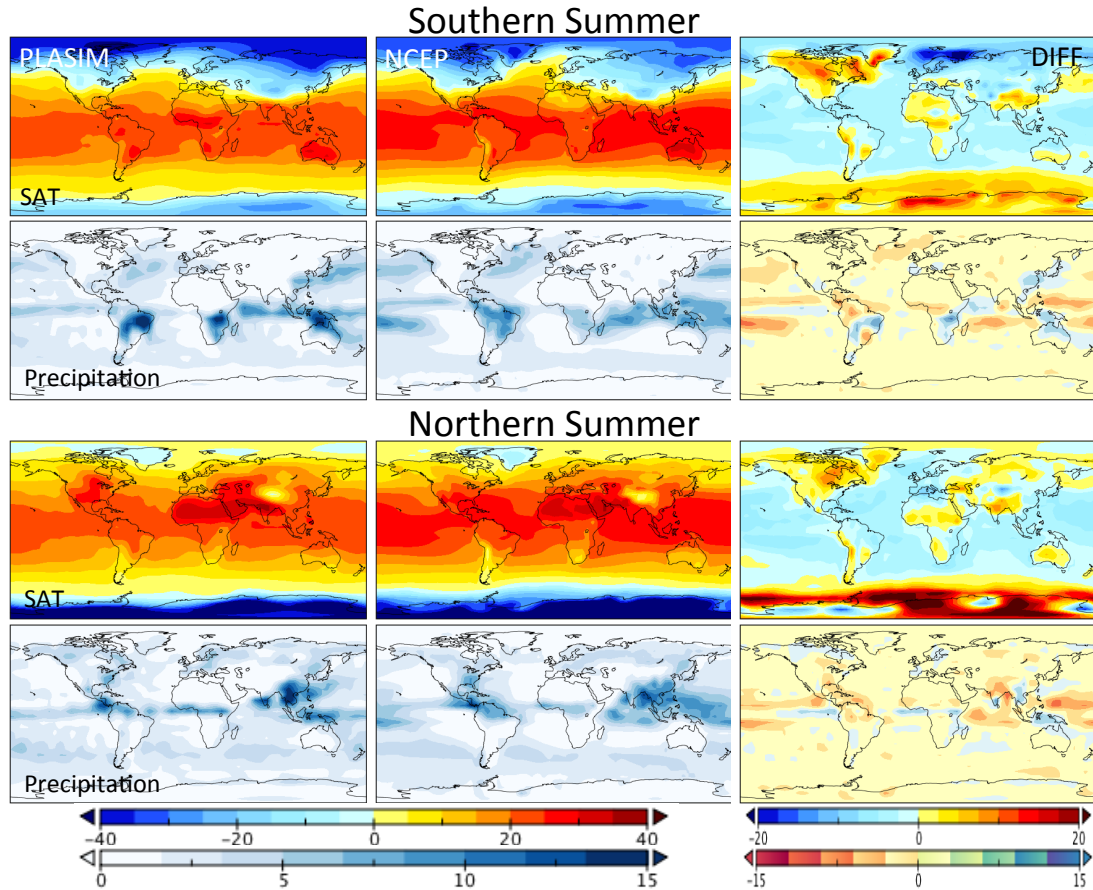 Southern Summer
PLASIM NCEP DIFF
SAT
Precipitation
Northern Summer
SAT
Precipitation
-40 -20 0 20 40 -20 0 20
0 5 10 15 -15 0 15